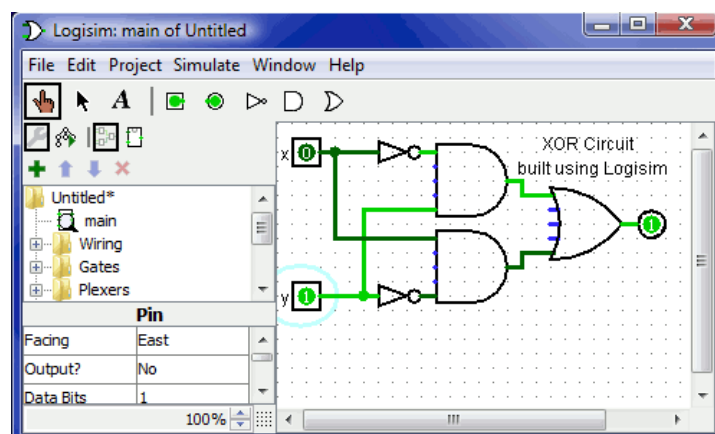 Logisim: main of Untitled
File Edit Project Simulate Window Help
A
XOR Circuit
built using Logisim
x 0
1
y 1
Untitled*
main
Wiring
Gates
Plexers
Pin
Facing East
Output? No
Data Bits 1
100%